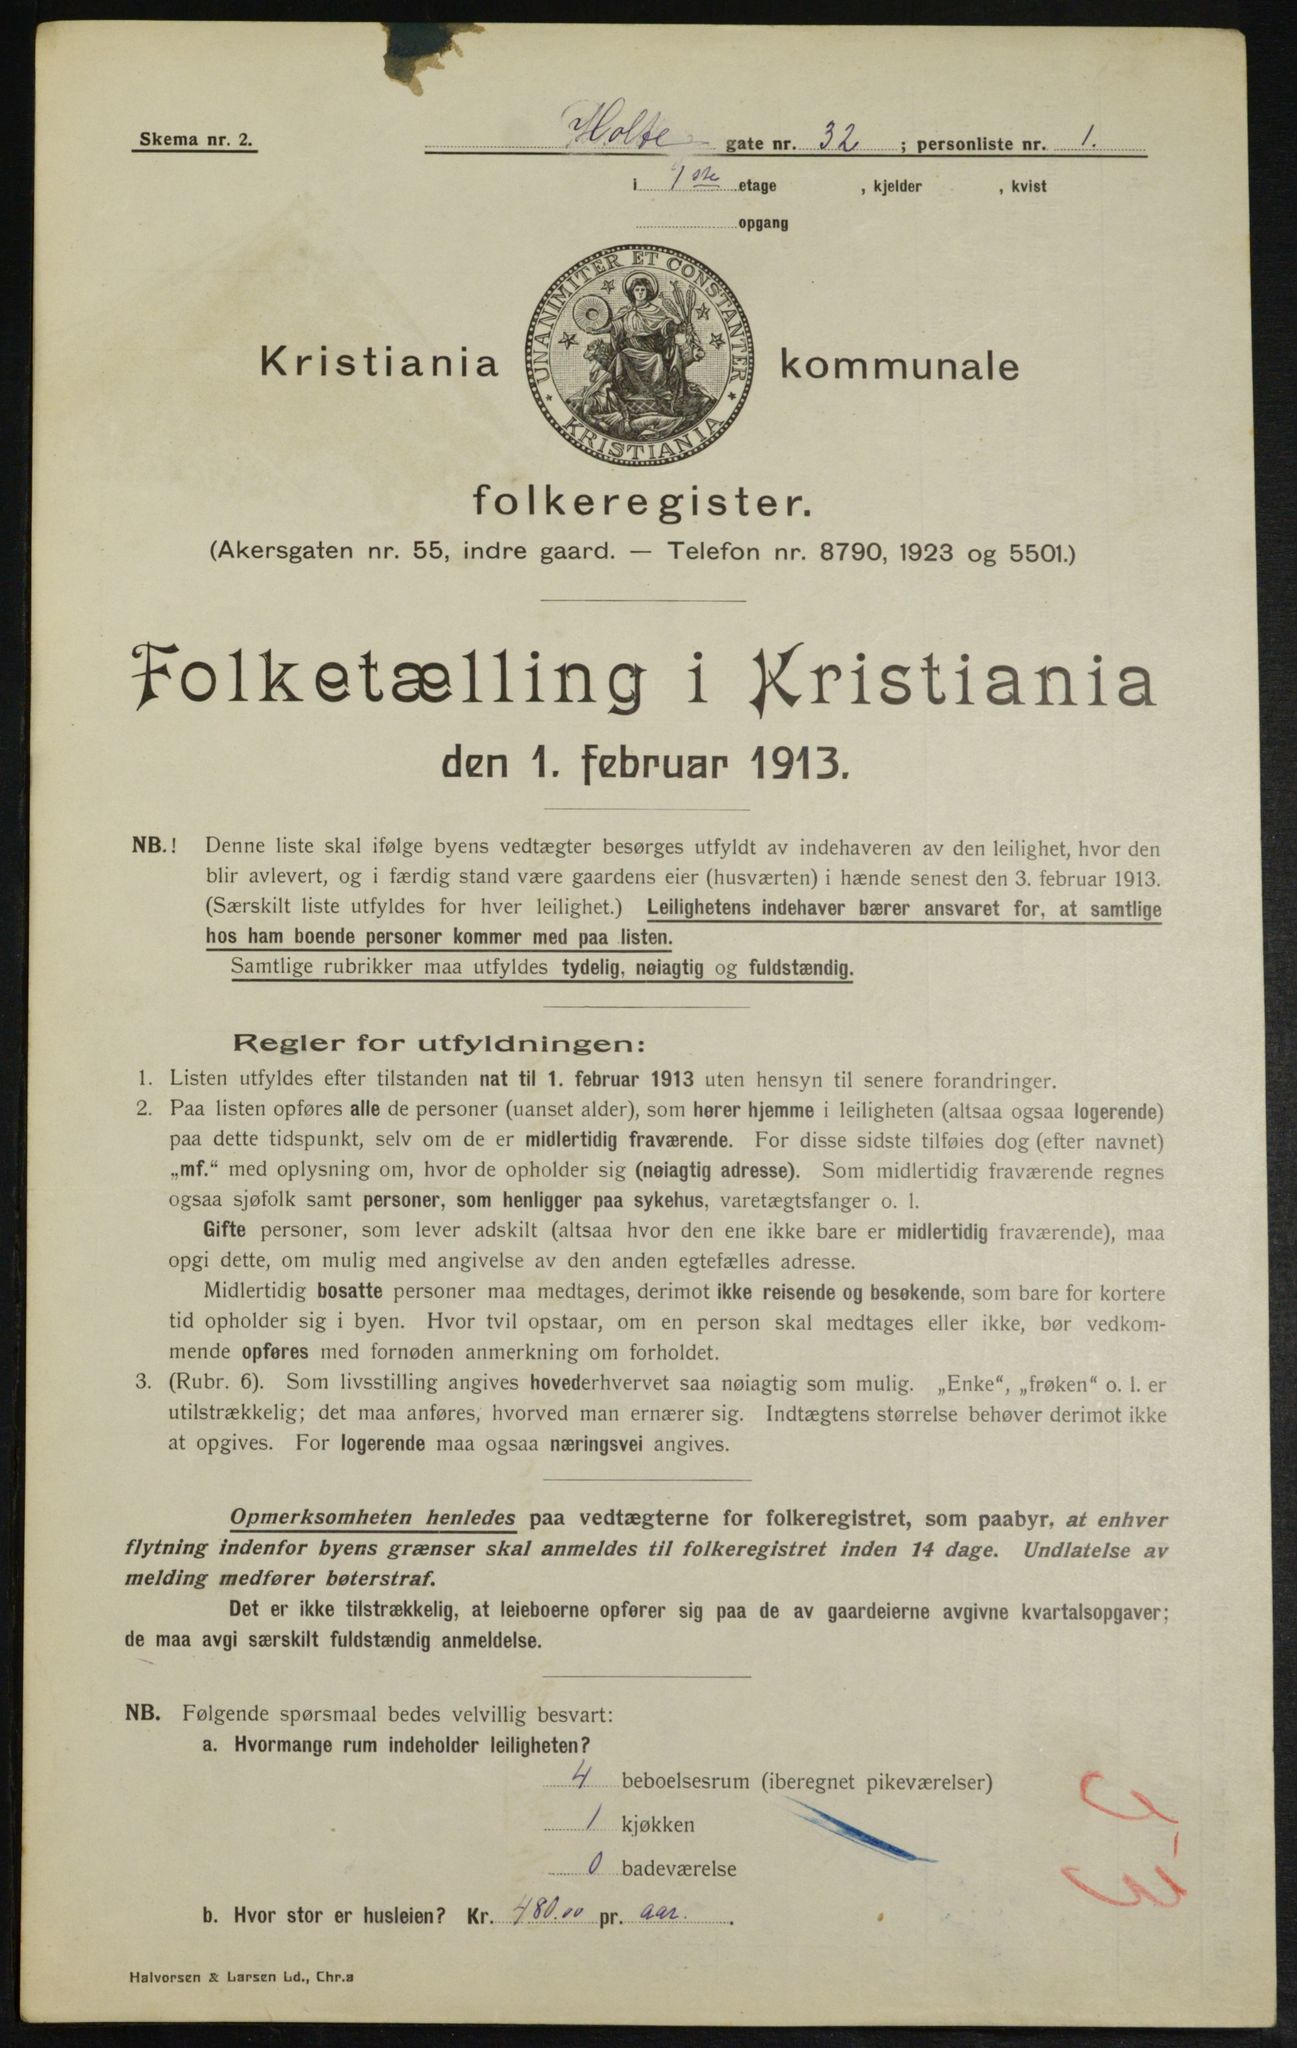 Skema nr. 2.
Holte gate nr. 32 ; personliste nr. 1.
i 1ste etage , kjelder , kvist
opgang
UNANIMITER ET CONSTANTER
KRISTIANIA
Kristiania kommunale
folkeregister.
(Akersgaten nr. 55, indre gaard. — Telefon nr. 8790, 1923 og 5501.)
Folketælling i Kristiania
den 1. februar 1913.
NB.! Denne liste skal ifølge byens vedtægter besørges utfyldt av indehaveren av den leilighet, hvor den
blir avlevert, og i færdig stand være gaardens eier (husværten) i hænde senest den 3. februar 1913.
(Særskilt liste utfyldes for hver leilighet.) Leilighetens indehaver bærer ansvaret for, at samtlige
hos ham boende personer kommer med paa listen.
Samtlige rubrikker maa utfyldes tydelig, nøiagtig og fuldstændig.
Regler for utfyldningen:
1. Listen utfyldes efter tilstanden nat til 1. februar 1913 uten hensyn til senere forandringer.
2. Paa listen opføres alle de personer (uanset alder), som hører hjemme i leiligheten (altsaa ogsaa logerende)
paa dette tidspunkt, selv om de er midlertidig fraværende. For disse sidste tilføies dog (efter navnet)
„mf.“ med oplysning om, hvor de opholder sig (nøiagtig adresse). Som midlertidig fraværende regnes
ogsaa sjøfolk samt personer, som henligger paa sykehus, varetægtsfanger o. l.
Gifte personer, som lever adskilt (altsaa hvor den ene ikke bare er midlertidig fraværende), maa
opgi dette, om mulig med angivelse av den anden egtefælles adresse.
Midlertidig bosatte personer maa medtages, derimot ikke reisende og besøkende, som bare for kortere
tid opholder sig i byen. Hvor tvil opstaar, om en person skal medtages eller ikke, bør vedkom-
mende opføres med fornøden anmerkning om forholdet.
3. (Rubr. 6). Som livsstilling angives hovederhvervet saa nøiagtig som mulig. „Enke“, „frøken“ o. l. er
utilstrækkelig; det maa anføres, hvorved man ernærer sig. Indtægtens størrelse behøver derimot ikke
at opgives. For logerende maa ogsaa næringsvei angives.
Opmerksomheten henledes paa vedtægterne for folkeregistret, som paabyr, at enhver
flytning indenfor byens grænser skal anmeldes til folkeregistret inden 14 dage. Undlatelse av
melding medfører bøterstraf.
Det er ikke tilstrækkelig, at leieboerne opfører sig paa de av gaardeierne avgivne kvartalsopgaver;
de maa avgi særskilt fuldstændig anmeldelse.
NB. Følgende spørsmaal bedes velvillig besvart:
a. Hvormange rum indeholder leiligheten?
4 beboelsesrum (iberegnet pikeværelser)
1 kjøkken
0 badeværelse
b. Hvor stor er husleien? Kr. 480.00 pr. aar.
Halvorsen & Larsen Ld., Chr.a